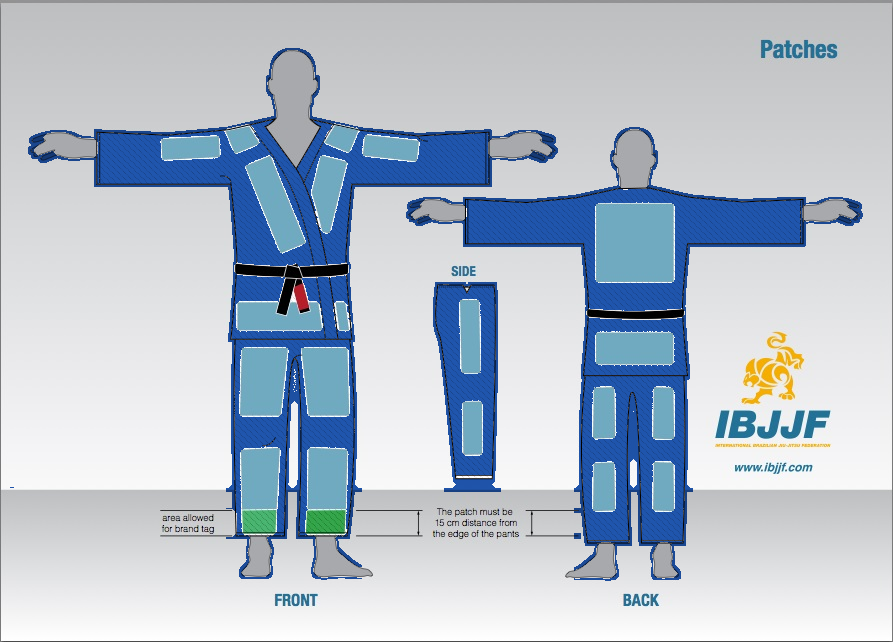 Patches
SIDE
IBJJF
INTERNATIONAL BRAZILIAN JIU-JITSU FEDERATION
www.ibjjf.com
area allowed
for brand tag
The patch must be
15 cm distance from
the edge of the pants
FRONT
BACK